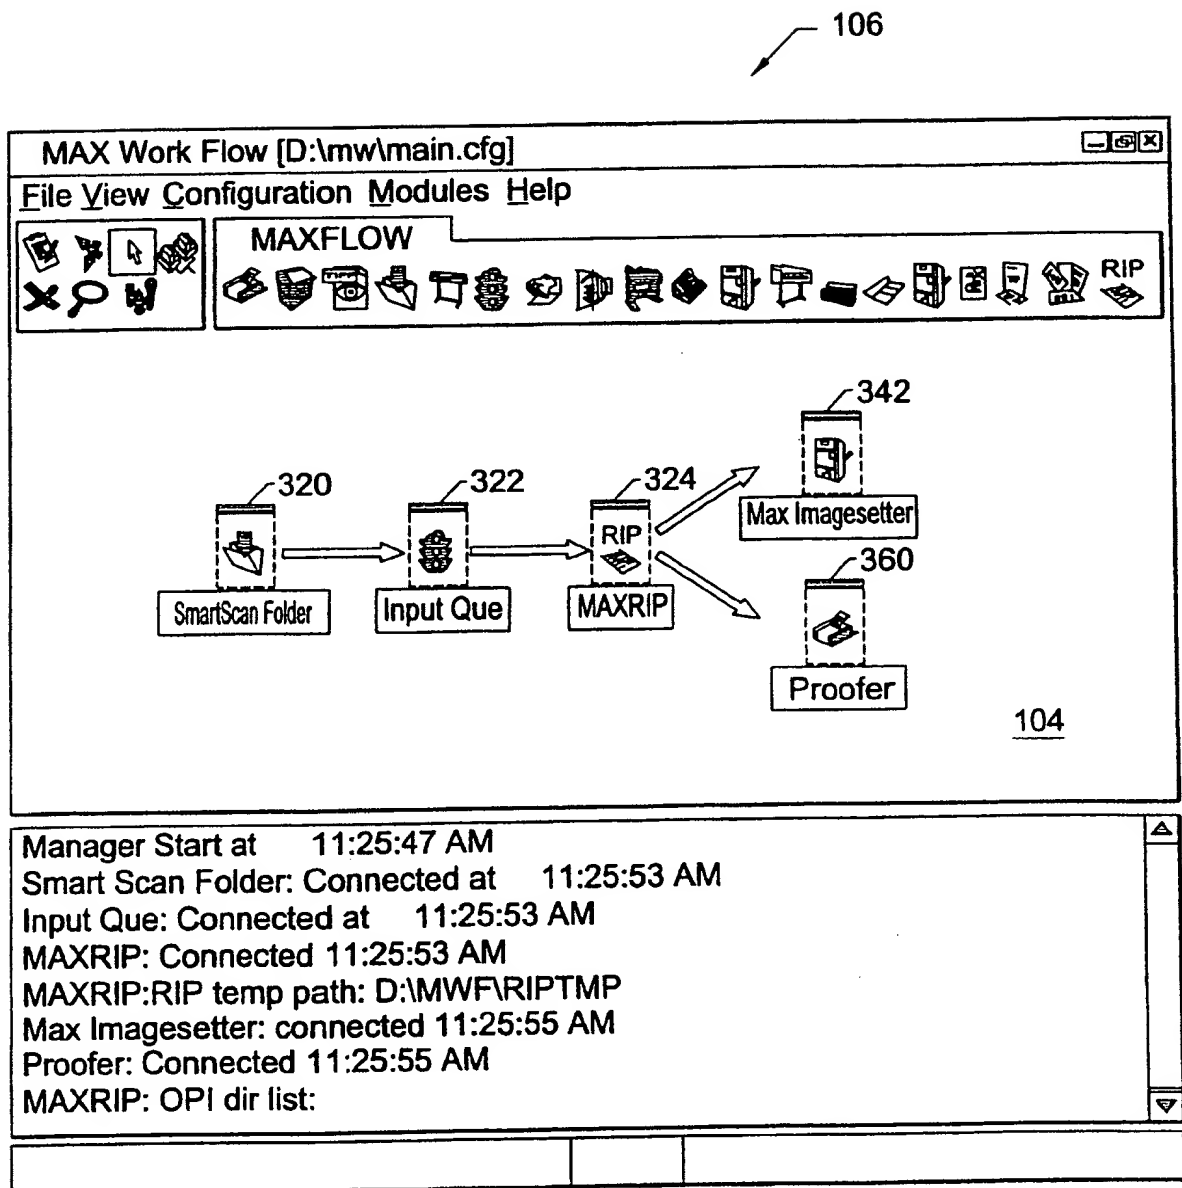 106
MAX Work Flow [D:\mw\main.cfg]
File View Configuration Modules Help
MAXFLOW
RIP
342
320
322
324
RIP
Max Imagesetter
360
SmartScan Folder
Input Que
MAXRIP
Proofer
104
Manager Start at 11:25:47 AM
Smart Scan Folder: Connected at 11:25:53 AM
Input Que: Connected at 11:25:53 AM
MAXRIP: Connected 11:25:53 AM
MAXRIP:RIP temp path: D:\MWF\RIPTMP
Max Imagesetter: connected 11:25:55 AM
Proofer: Connected 11:25:55 AM
MAXRIP: OPI dir list: